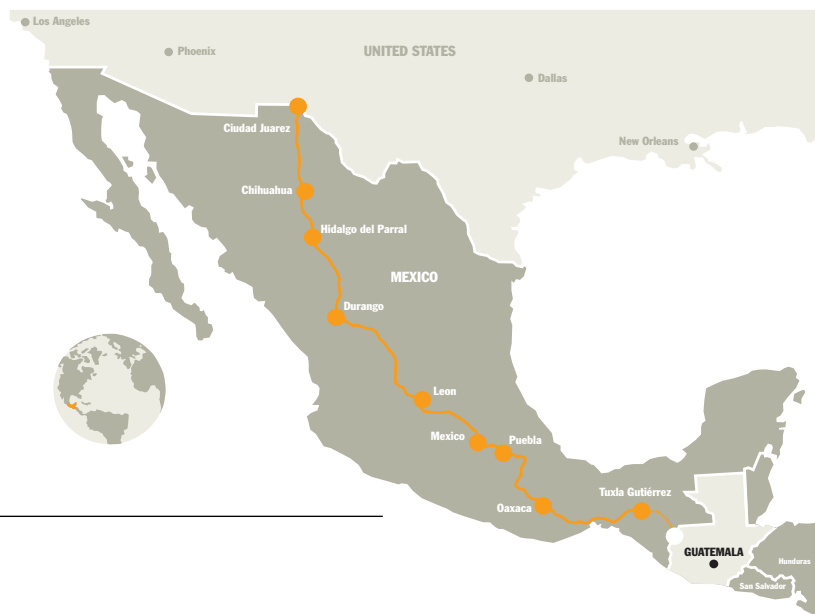 Los Angeles
Phoenix
UNITED STATES
Dallas
Ciudad Juarez
New Orleans
Chihuahua
Hidalgo del Parral
MEXICO
Durango
Leon
Mexico
Puebla
Tuxla Gutiérrez
Oaxaca
GUATEMALA
Hunduras
San Salvador